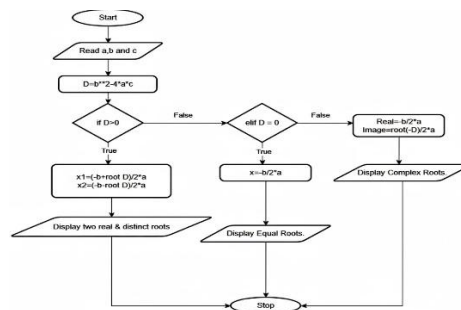 Start
Read a,b and c
D=b**2-4*a*c
if D>0
False
elif D = 0
False
Real=-b/2*a
Image=root(-D)/2*a
True
True
x1=(-b+root D)/2*a
x2=(-b-root D)/2*a
x=-b/2*a
Display Complex Roots.
Display two real & distinct roots
Display Equal Roots.
Stop